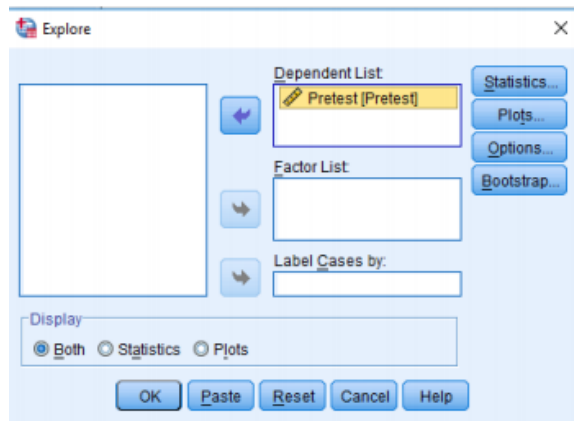 Explore
Dependent List:
Pretest [Pretest]
Statistics...
Plots...
Options...
Bootstrap...
Factor List:
Label Cases by:
Display
Both Statistics Plots
OK Paste Reset Cancel Help